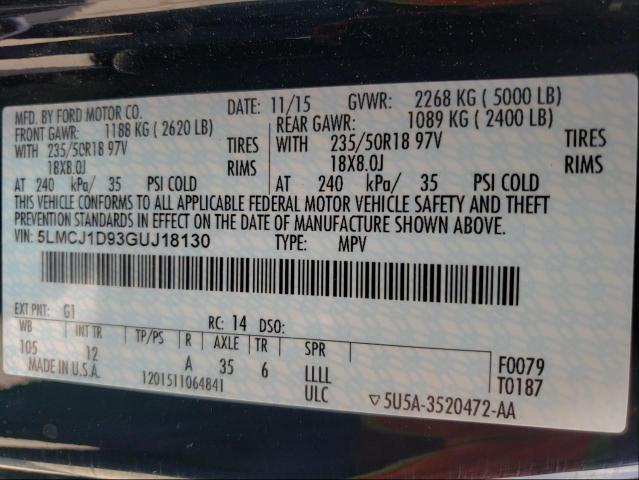 MFD. BY FORD MOTOR CO. DATE: 11/15 GVWR: 2268 KG ( 5000 LB)
FRONT GAWR: 1188 KG ( 2620 LB) REAR GAWR: 1089 KG ( 2400 LB)
WITH 235/50R18 97V TIRES WITH 235/50R18 97V TIRES
18X8.0J RIMS 18X8.0J RIMS
AT 240 kPa/ 35 PSI COLD AT 240 kPa/ 35 PSI COLD
THIS VEHICLE CONFORMS TO ALL APPLICABLE FEDERAL MOTOR VEHICLE SAFETY AND THEFT
PREVENTION STANDARDS IN EFFECT ON THE DATE OF MANUFACTURE SHOWN ABOVE.
VIN: 5LMCJ1D93GUJ18130 TYPE: MPV
EXT PNT: G1 RC: 14 DSO:
WB INT TR TP/PS R AXLE TR SPR
105 12 A 35 6 LLLL F0079
MADE IN U.S.A. 1201511064841 ULC T0187
▽5U5A-3520472-AA